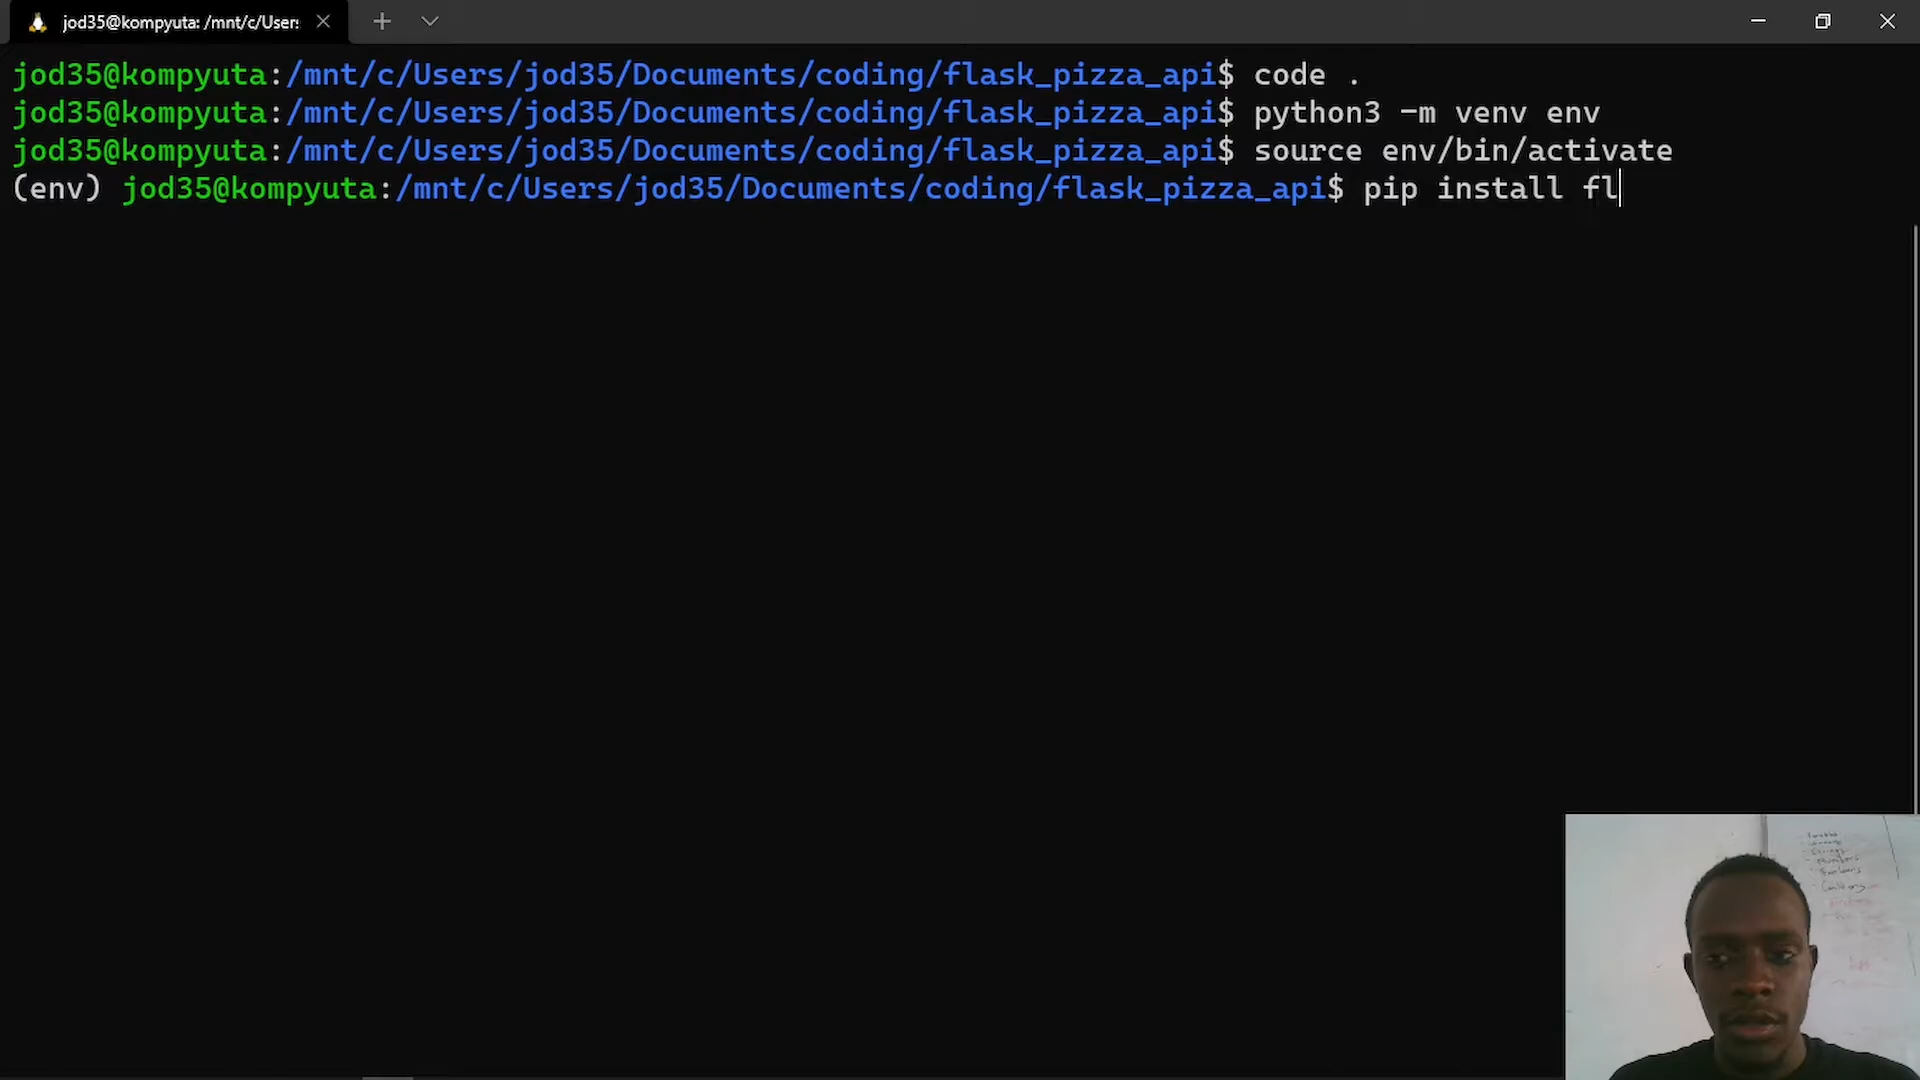 jod35@kompyuta: /mnt/c/User:
jod35@kompyuta:/mnt/c/Users/jod35/Documents/coding/flask_pizza_api$ code .
jod35@kompyuta:/mnt/c/Users/jod35/Documents/coding/flask_pizza_api$ python3 -m venv env
jod35@kompyuta:/mnt/c/Users/jod35/Documents/coding/flask_pizza_api$ source env/bin/activate
(env) jod35@kompyuta:/mnt/c/Users/jod35/Documents/coding/flask_pizza_api$ pip install fl